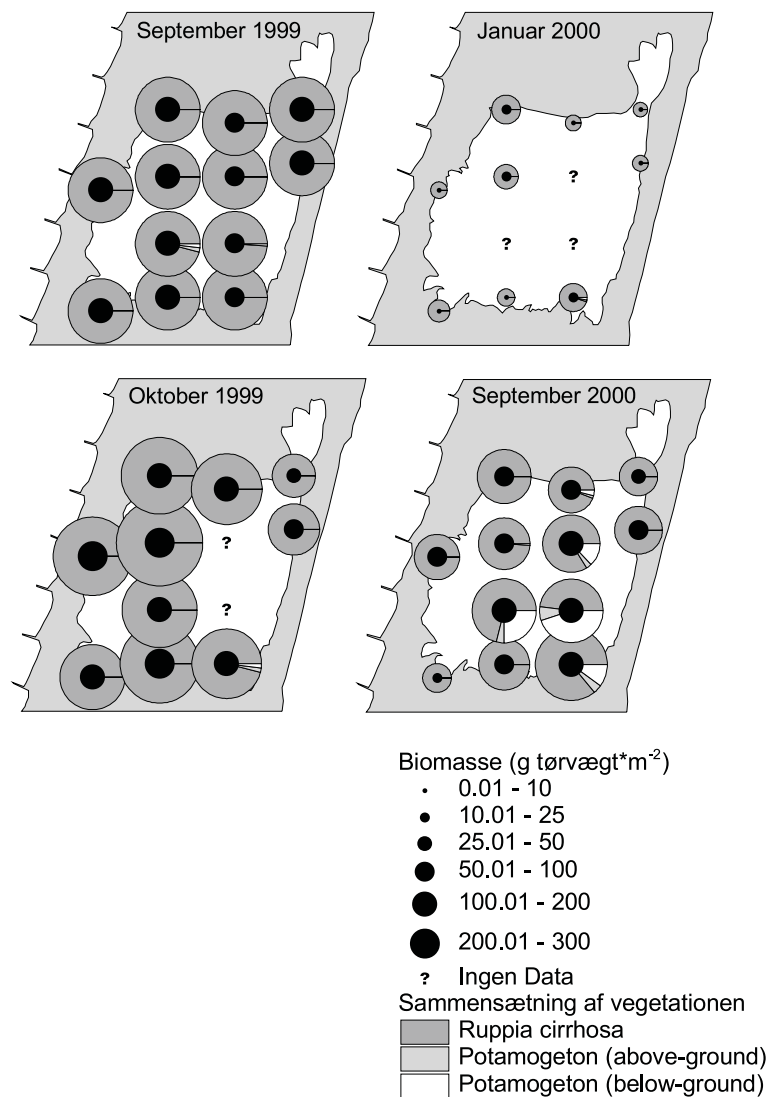 September 1999
Januar 2000
?
?
?
Oktober 1999
September 2000
?
?
Biomasse (g tørvægt*m-2)
0.01 - 10
10.01 - 25
25.01 - 50
50.01 - 100
100.01 - 200
200.01 - 300
? Ingen Data
Sammensætning af vegetationen
Ruppia cirrhosa
Potamogeton (above-ground)
Potamogeton (below-ground)